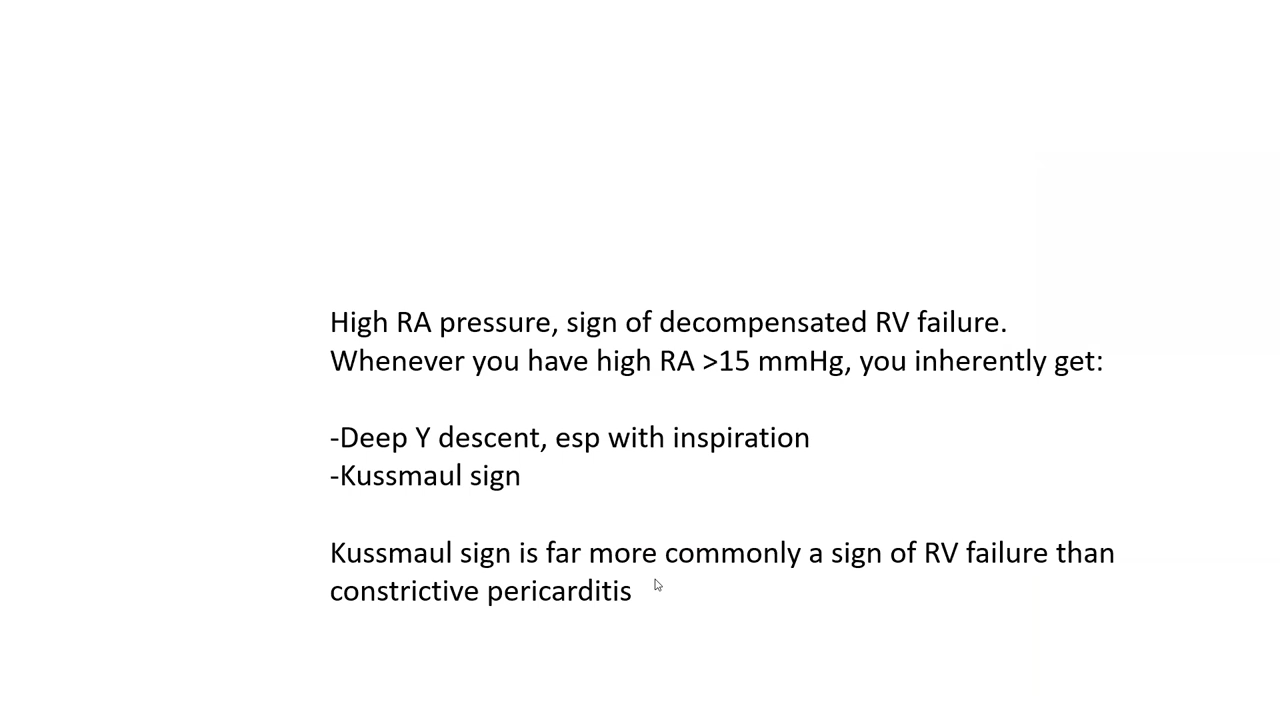 High RA pressure, sign of decompensated RV failure.
Whenever you have high RA >15 mmHg, you inherently get:
-Deep Y descent, esp with inspiration
-Kussmaul sign
Kussmaul sign is far more commonly a sign of RV failure than
constrictive pericarditis